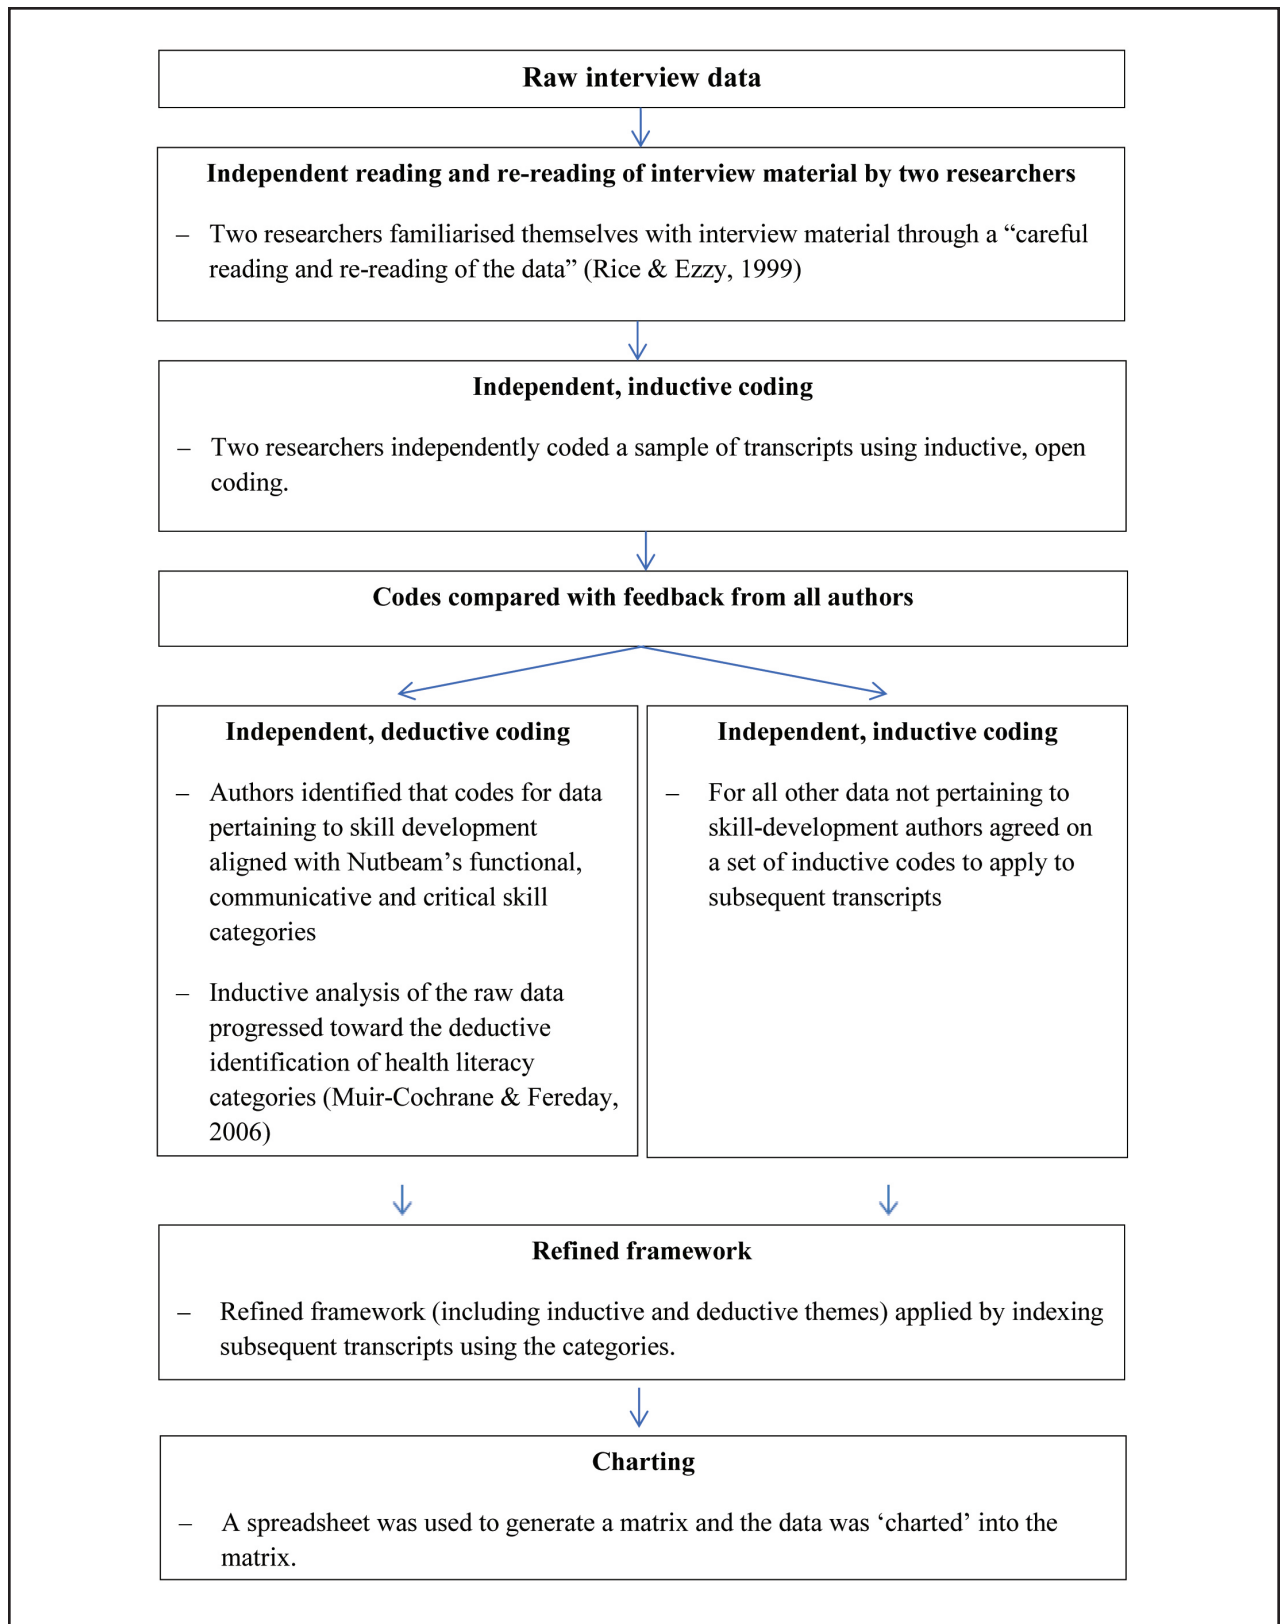 Raw interview data
Independent reading and re-reading of interview material by two researchers
– Two researchers familiarised themselves with interview material through a “careful
reading and re-reading of the data” (Rice & Ezzy, 1999)
Independent, inductive coding
– Two researchers independently coded a sample of transcripts using inductive, open
coding.
Codes compared with feedback from all authors
Independent, deductive coding
– Authors identified that codes for data
pertaining to skill development
aligned with Nutbeam’s functional,
communicative and critical skill
categories
– Inductive analysis of the raw data
progressed toward the deductive
identification of health literacy
categories (Muir-Cochrane & Fereday,
2006)
Independent, inductive coding
– For all other data not pertaining to
skill-development authors agreed on
a set of inductive codes to apply to
subsequent transcripts
Refined framework
– Refined framework (including inductive and deductive themes) applied by indexing
subsequent transcripts using the categories.
Charting
– A spreadsheet was used to generate a matrix and the data was ‘charted’ into the
matrix.